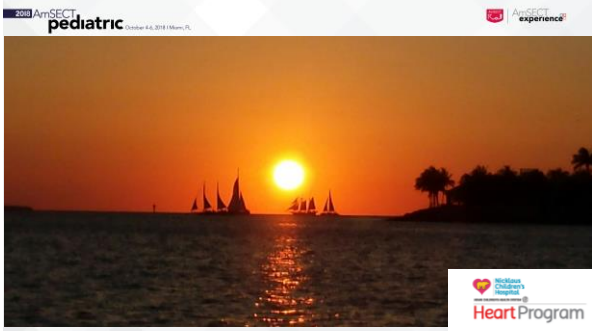 2018 AmSECT
pediatric October 4-6, 2018 | Miami, FL
AmSECT
experience
Nicklaus
Children's
Hospital
Heart Program